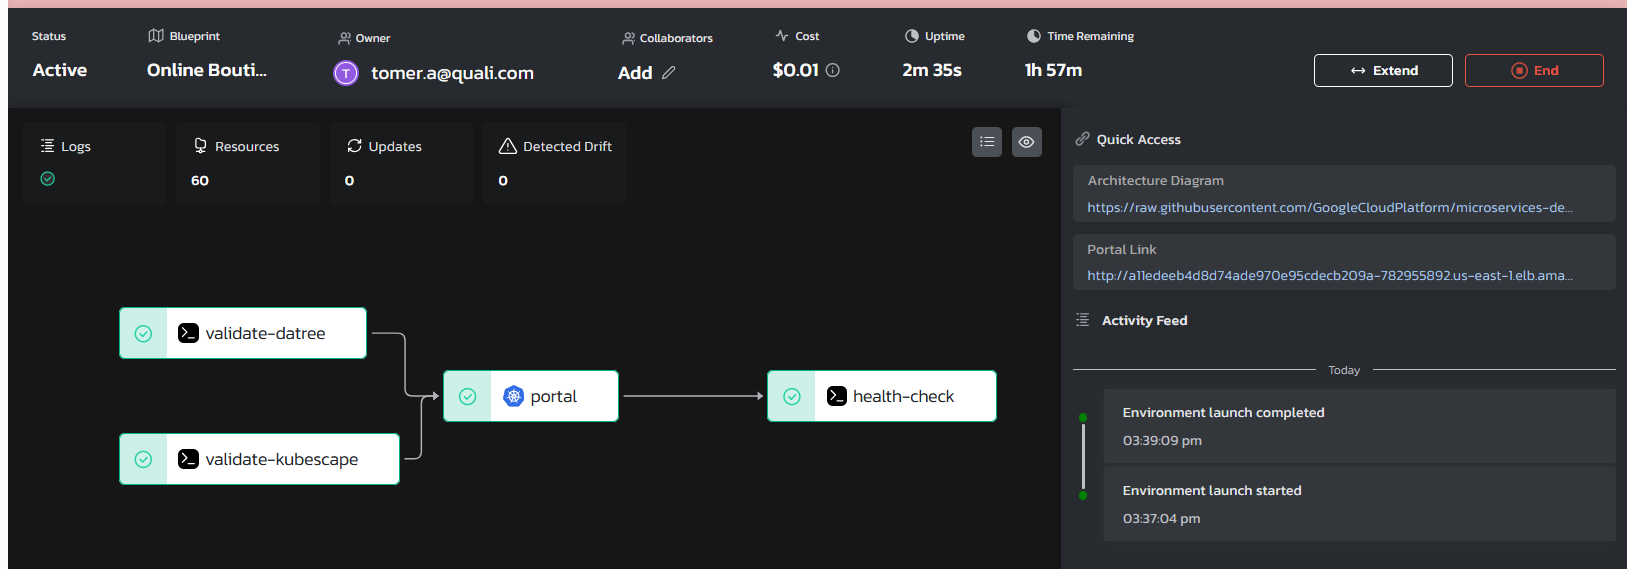 Status
Blueprint
Owner
Collaborators
Cost
Uptime
Time Remaining
Active
Online Bouti...
T
tomer.a@quali.com
Add
$0.01
2m 35s
1h 57m
Extend
End
Logs
Resources
60
Updates
0
Detected Drift
0
validate-datree
validate-kubescape
portal
health-check
Quick Access
Architecture Diagram
https://raw.githubusercontent.com/GoogleCloudPlatform/microservices-de...
Portal Link
http://a11edeeb4d8d74ade970e95cdecb209a-782955892.us-east-1.elb.ama...
Activity Feed
Today
Environment launch completed
03:39:09 pm
Environment launch started
03:37:04 pm